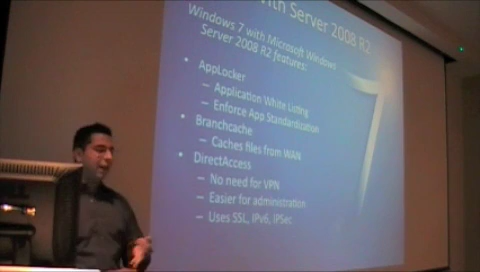 with Server 2008 R2
Windows 7 with Microsoft Windows
Server 2008 R2 features:
• AppLocker
– Application White Listing
– Enforce App Standardization
• Branchcache
– Caches files from WAN
• DirectAccess
– No need for VPN
– Easier for administration
– Uses SSL, IPv6, IPSec